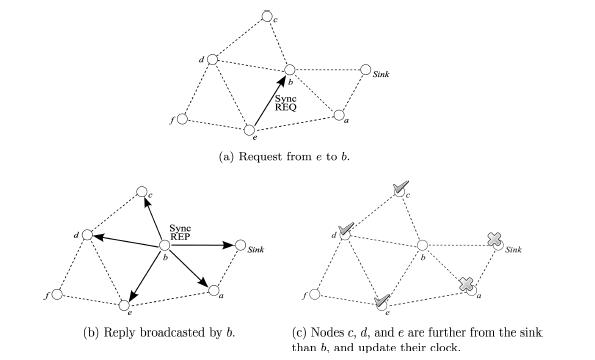 c
d
b
Sink
Sync
REQ
f
a
e
(a) Request from e to b.
c
Sync
REP
d
b
Sink
f
a
e
(b) Reply broadcasted by b.
c
d
b
Sink
f
a
e
(c) Nodes c, d, and e are further from the sink
than b, and update their clock.